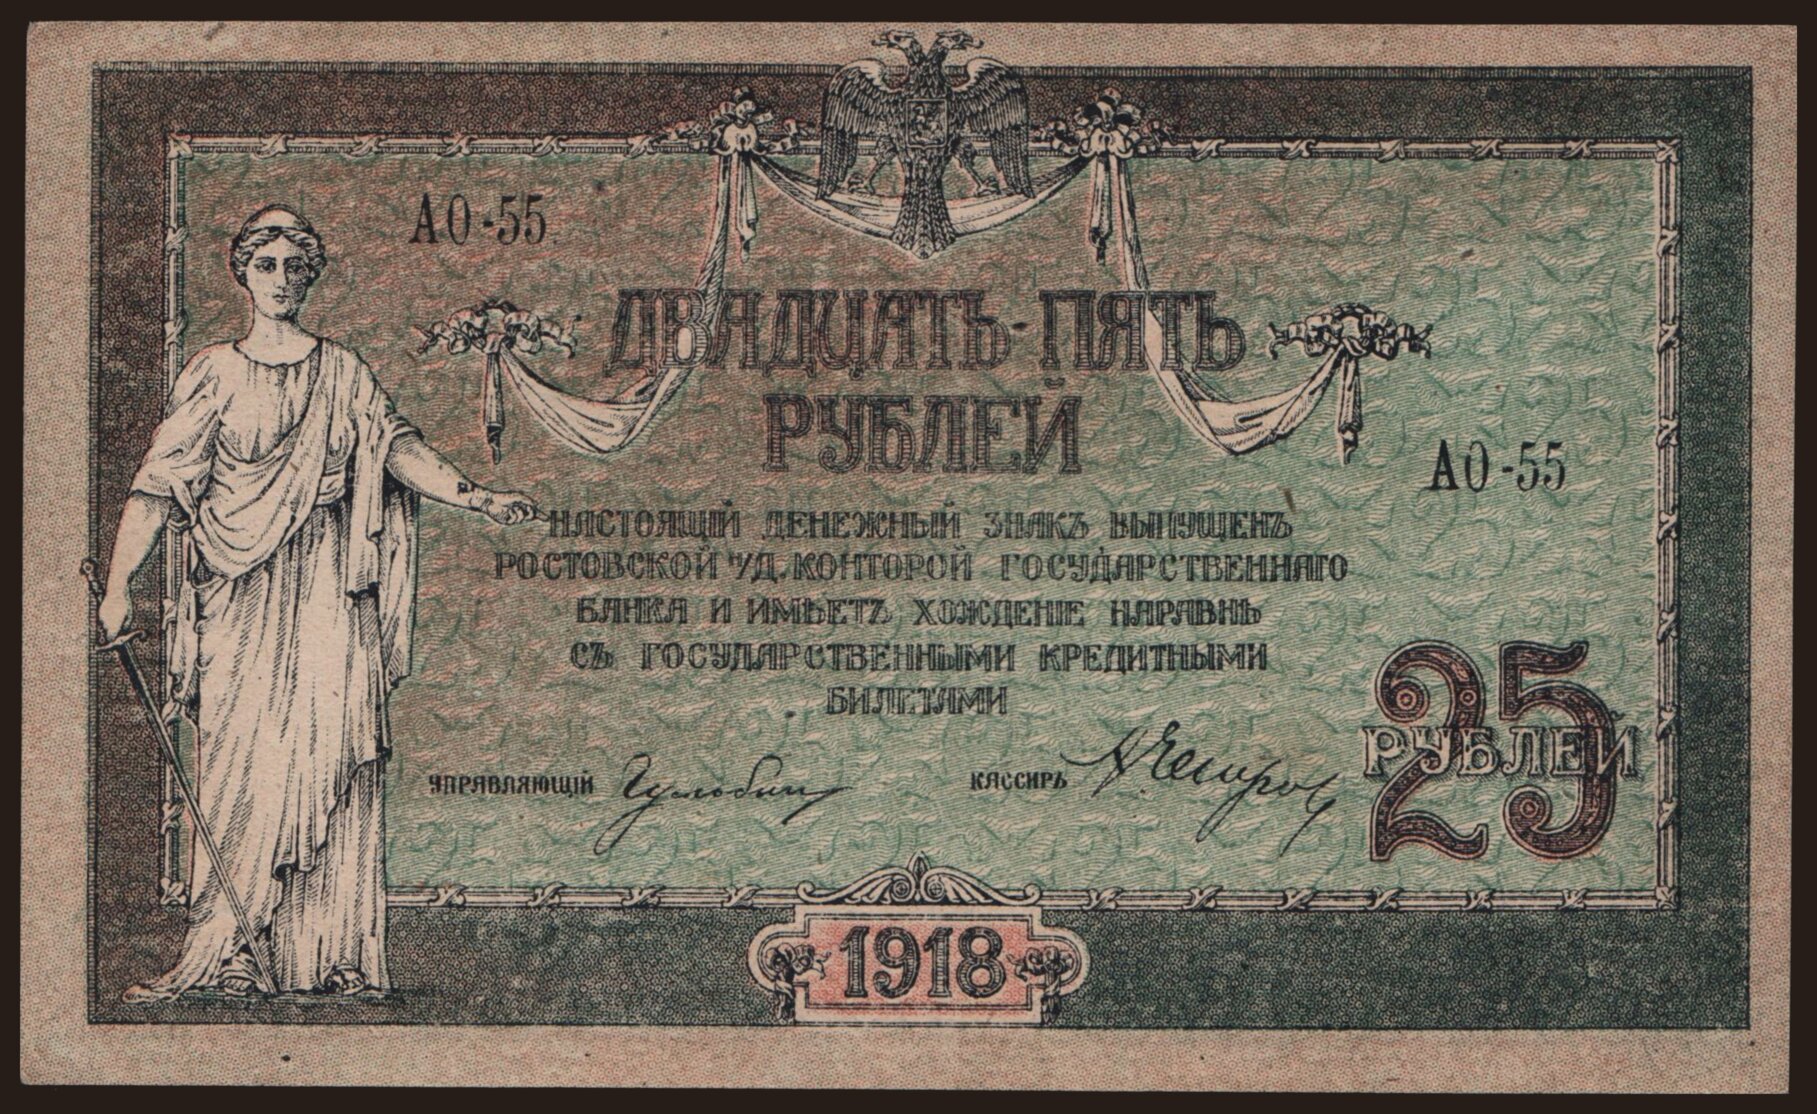 АО-55
ДВАДЦАТЬ-ПЯТЬ
РУБЛЕЙ
АО-55
НАСТОЯЩІЙ ДЕНЕЖНЫЙ ЗНАКЪ ВЫПУЩЕНЪ
РОСТОВСКОЙ н/Д. КОНТОРОЙ ГОСУДАРСТВЕННАГО
БАНКА И ИМѢЕТЪ ХОЖДЕНІЕ НАРАВНѢ
СЪ ГОСУДАРСТВЕННЫМИ КРЕДИТНЫМИ
БИЛЕТАМИ
25
РУБЛЕЙ
УПРАВЛЯЮЩІЙ
КАССИРЪ
1918